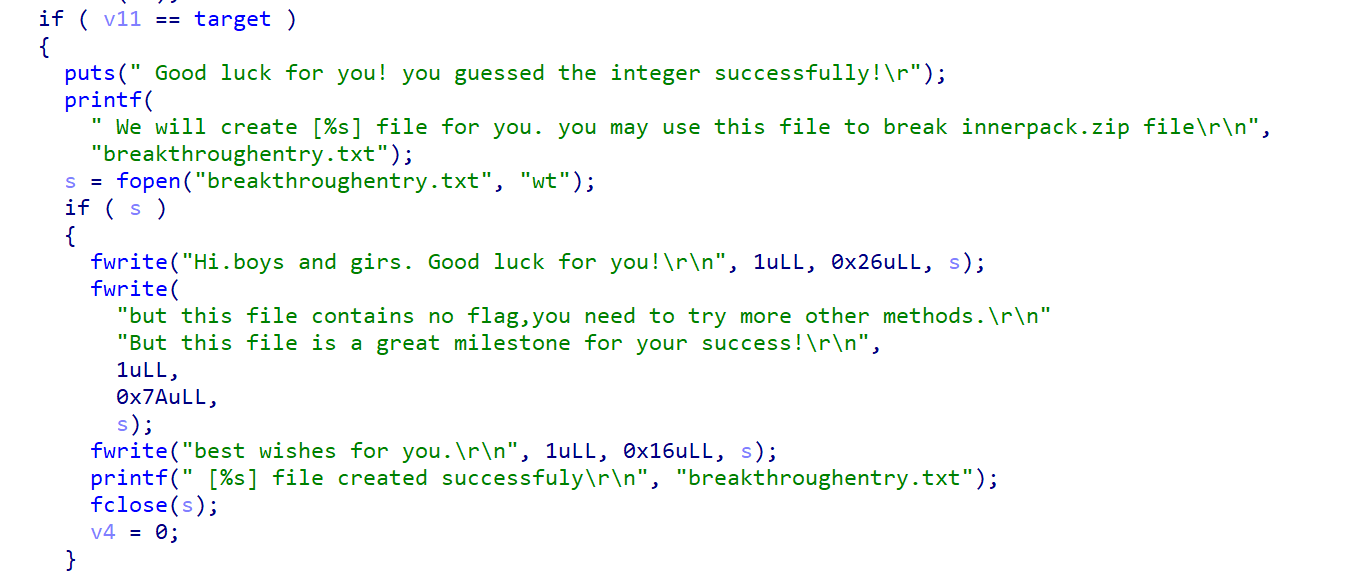 if ( v11 == target )
{
puts(" Good luck for you! you guessed the integer successfully!\r");
printf(
" We will create [%s] file for you. you may use this file to break innerpack.zip file\r\n",
"breakthroughentry.txt");
s = fopen("breakthroughentry.txt", "wt");
if ( s )
{
fwrite("Hi.boys and girs. Good luck for you!\r\n", 1uLL, 0x26uLL, s);
fwrite(
"but this file contains no flag,you need to try more other methods.\r\n"
"But this file is a great milestone for your success!\r\n",
1uLL,
0x7AuLL,
s);
fwrite("best wishes for you.\r\n", 1uLL, 0x16uLL, s);
printf(" [%s] file created successfuly\r\n", "breakthroughentry.txt");
fclose(s);
v4 = 0;
}